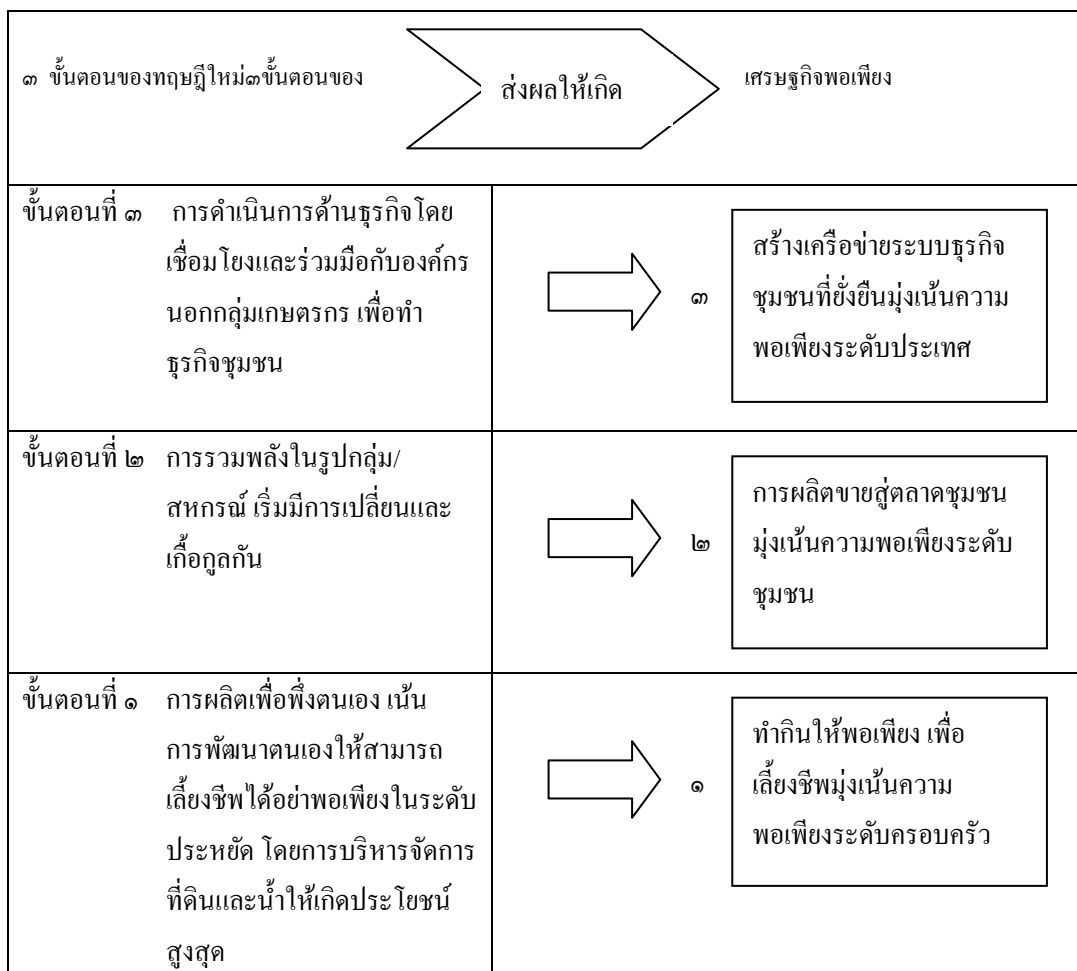 ๓ ขั้นตอนของทฤษฎีใหม่๓ขั้นตอนของ
ส่งผลให้เกิด
เศรษฐกิจพอเพียง
ขั้นตอนที่ ๓ การดำเนินการด้านธุรกิจโดย
เชื่อมโยงและร่วมมือกับองค์กร
นอกกลุ่มเกษตรกร เพื่อทำ
ธุรกิจชุมชน
๓
สร้างเครือข่ายระบบธุรกิจ
ชุมชนที่ยั่งยืนมุ่งเน้นความ
พอเพียงระดับประเทศ
ขั้นตอนที่ ๒ การรวมพลังในรูปกลุ่ม/
สหกรณ์ เริ่มมีการเปลี่ยนและ
เกื้อกูลกัน
๒
การผลิตขายสู่ตลาดชุมชน
มุ่งเน้นความพอเพียงระดับ
ชุมชน
ขั้นตอนที่ ๑ การผลิตเพื่อพึ่งตนเอง เน้น
การพัฒนาตนเองให้สามารถ
เลี้ยงชีพได้อย่าพอเพียงในระดับ
ประหยัด โดยการบริหารจัดการ
ที่ดินและน้ำให้เกิดประโยชน์
สูงสุด
๑
ทำกินให้พอเพียง เพื่อ
เลี้ยงชีพมุ่งเน้นความ
พอเพียงระดับครอบครัว